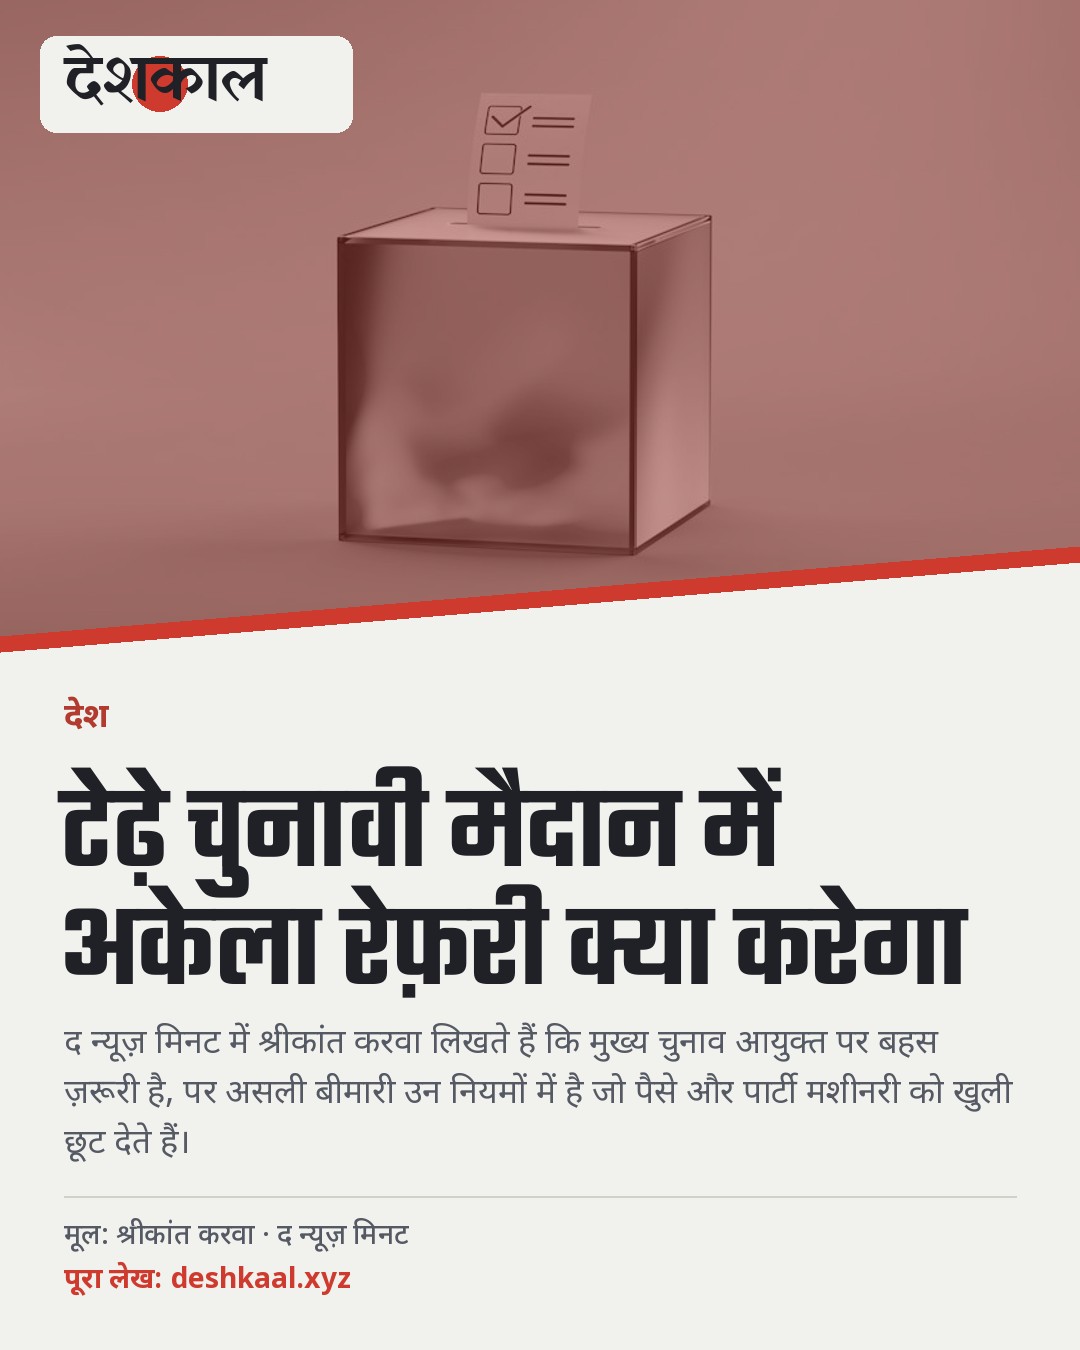 देशकाल
देश
टेढ़े चुनावी मैदान में
अकेला रेफ़री क्या करेगा
द न्यूज़ मिनट में श्रीकांत करवा लिखते हैं कि मुख्य चुनाव आयुक्त पर बहस
ज़रूरी है, पर असली बीमारी उन नियमों में है जो पैसे और पार्टी मशीनरी को खुली
छूट देते हैं।
मूल: श्रीकांत करवा · द न्यूज़ मिनट
पूरा लेख: deshkaal.xyz